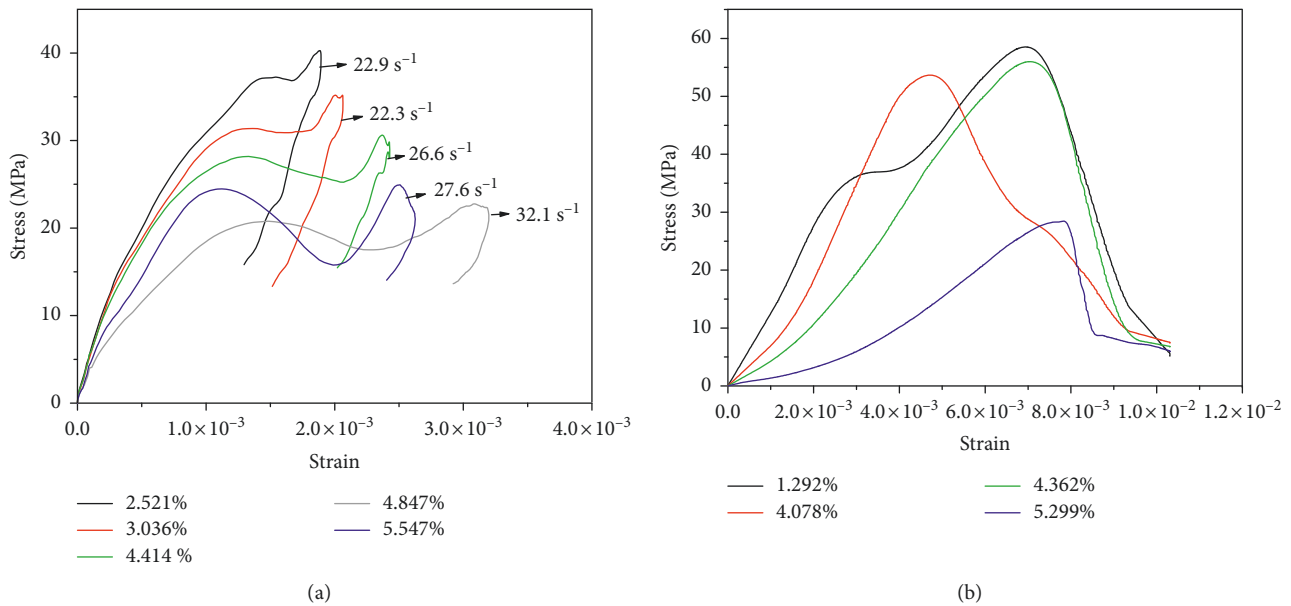 40
30
20
10
0
Stress (MPa)
22.9 s⁻¹
22.3 s⁻¹
26.6 s⁻¹
27.6 s⁻¹
32.1 s⁻¹
0.0 1.0 × 10⁻³ 2.0 × 10⁻³ 3.0 × 10⁻³ 4.0 × 10⁻³
Strain
2.521% 4.847%
3.036% 5.547%
4.414 %
(a)
60
50
40
30
20
10
0
Stress (MPa)
0.0 2.0 × 10⁻³ 4.0 × 10⁻³ 6.0 × 10⁻³ 8.0 × 10⁻³ 1.0 × 10⁻² 1.2 × 10⁻²
Strain
1.292% 4.362%
4.078% 5.299%
(b)